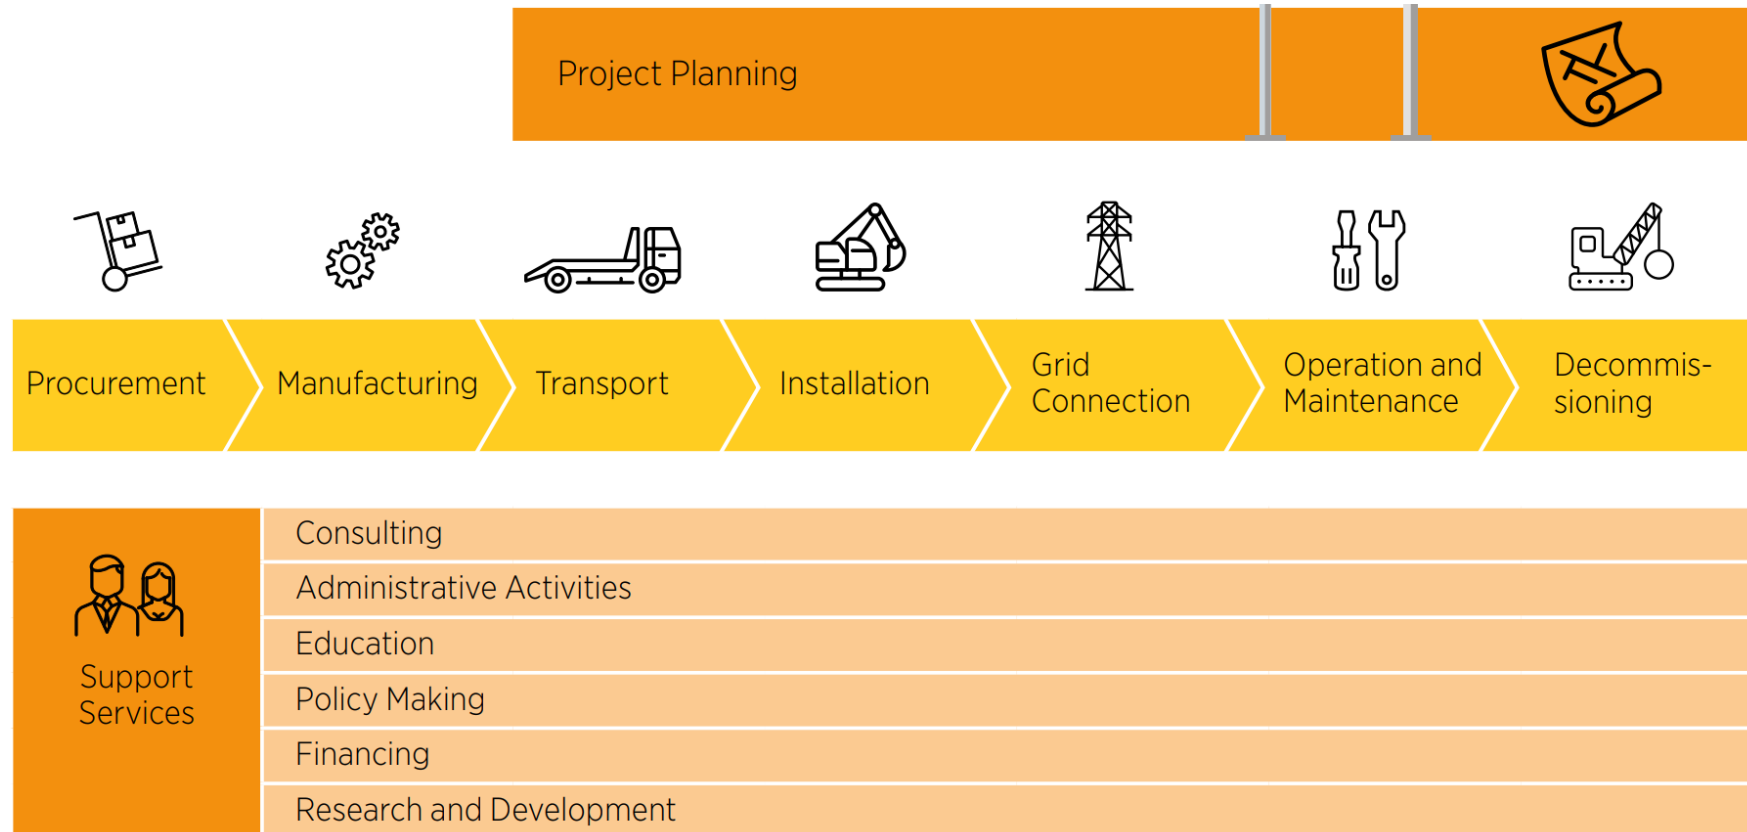 Project Planning
Procurement
Manufacturing
Transport
Installation
Grid
Connection
Operation and
Maintenance
Decommis-
sioning
Support
Services
Consulting
Administrative Activities
Education
Policy Making
Financing
Research and Development